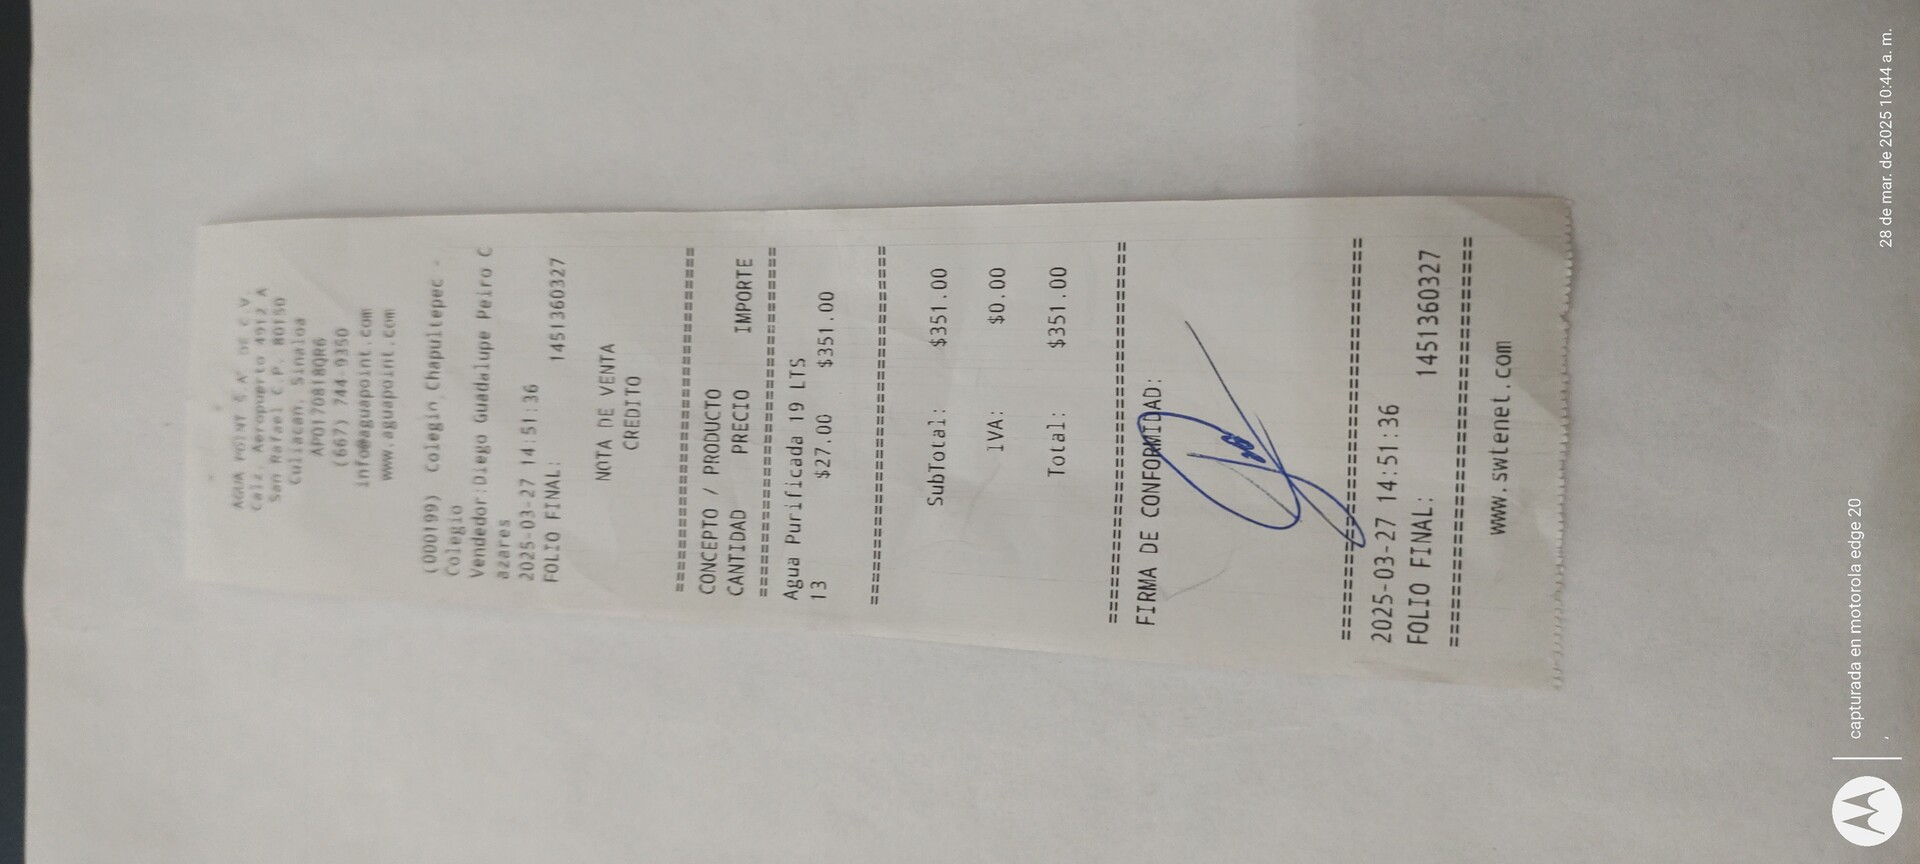 AGUA POINT S.A. DE C.V.
Calz. Aeropuerto 4912 A
San Rafael C.P. 80150
Culiacan, Sinaloa
APO170818QR6
(667) 744 0350
info@aguapoint.com
www.aguapoint.com
(000199) Colegin Chapultepec -
Colegio
Vendedor:Diego Guadalupe Peiro C
azares
2025-03-27 14:51:36
FOLIO FINAL: 1451360327
NOTA DE VENTA
CREDITO
================================
CONCEPTO / PRODUCTO
CANTIDAD PRECIO IMPORTE
================================
Agua Purificada 19 LTS
13 $27.00 $351.00
================================
SubTotal: $351.00
IVA: $0.00
Total: $351.00
================================
FIRMA DE CONFORMIDAD:
================================
2025-03-27 14:51:36
FOLIO FINAL: 1451360327
================================
www.swtenet.com
capturada en motorola edge 20
28 de mar. de 2025 10:44 a. m.